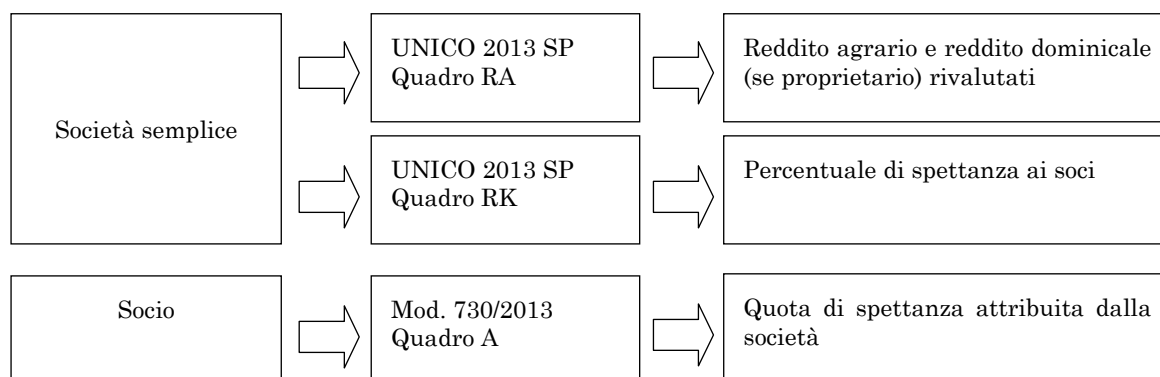 UNICO 2013 SP
Quadro RA
Reddito agrario e reddito dominicale
(se proprietario) rivalutati
Società semplice
UNICO 2013 SP
Quadro RK
Percentuale di spettanza ai soci
Socio
Mod. 730/2013
Quadro A
Quota di spettanza attribuita dalla
società